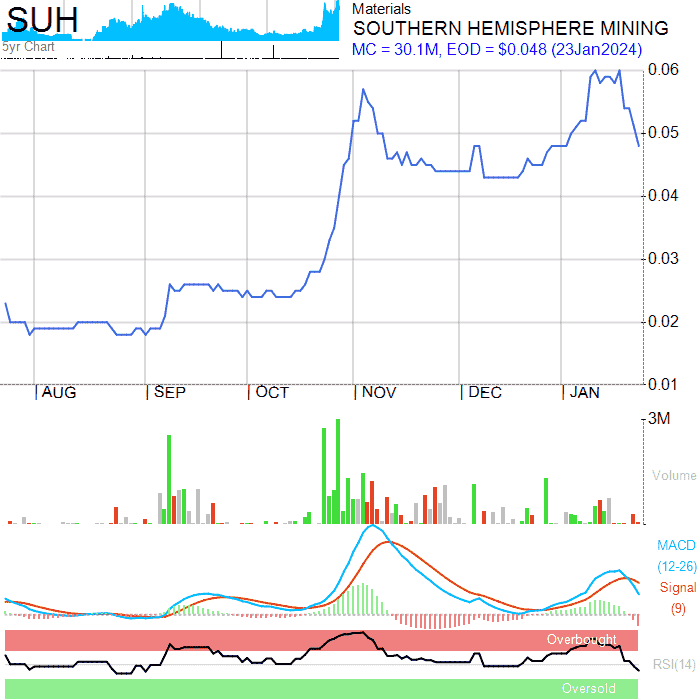 SUH
5yr Chart
Materials
SOUTHERN HEMISPHERE MINING
MC = 30.1M, EOD = $0.048 (23Jan2024)
0.06
0.05
0.04
0.03
0.02
0.01
AUG SEP OCT NOV DEC JAN
3M
Volume
MACD
(12-26)
Signal
(9)
Overbought
RSI(14)
Oversold